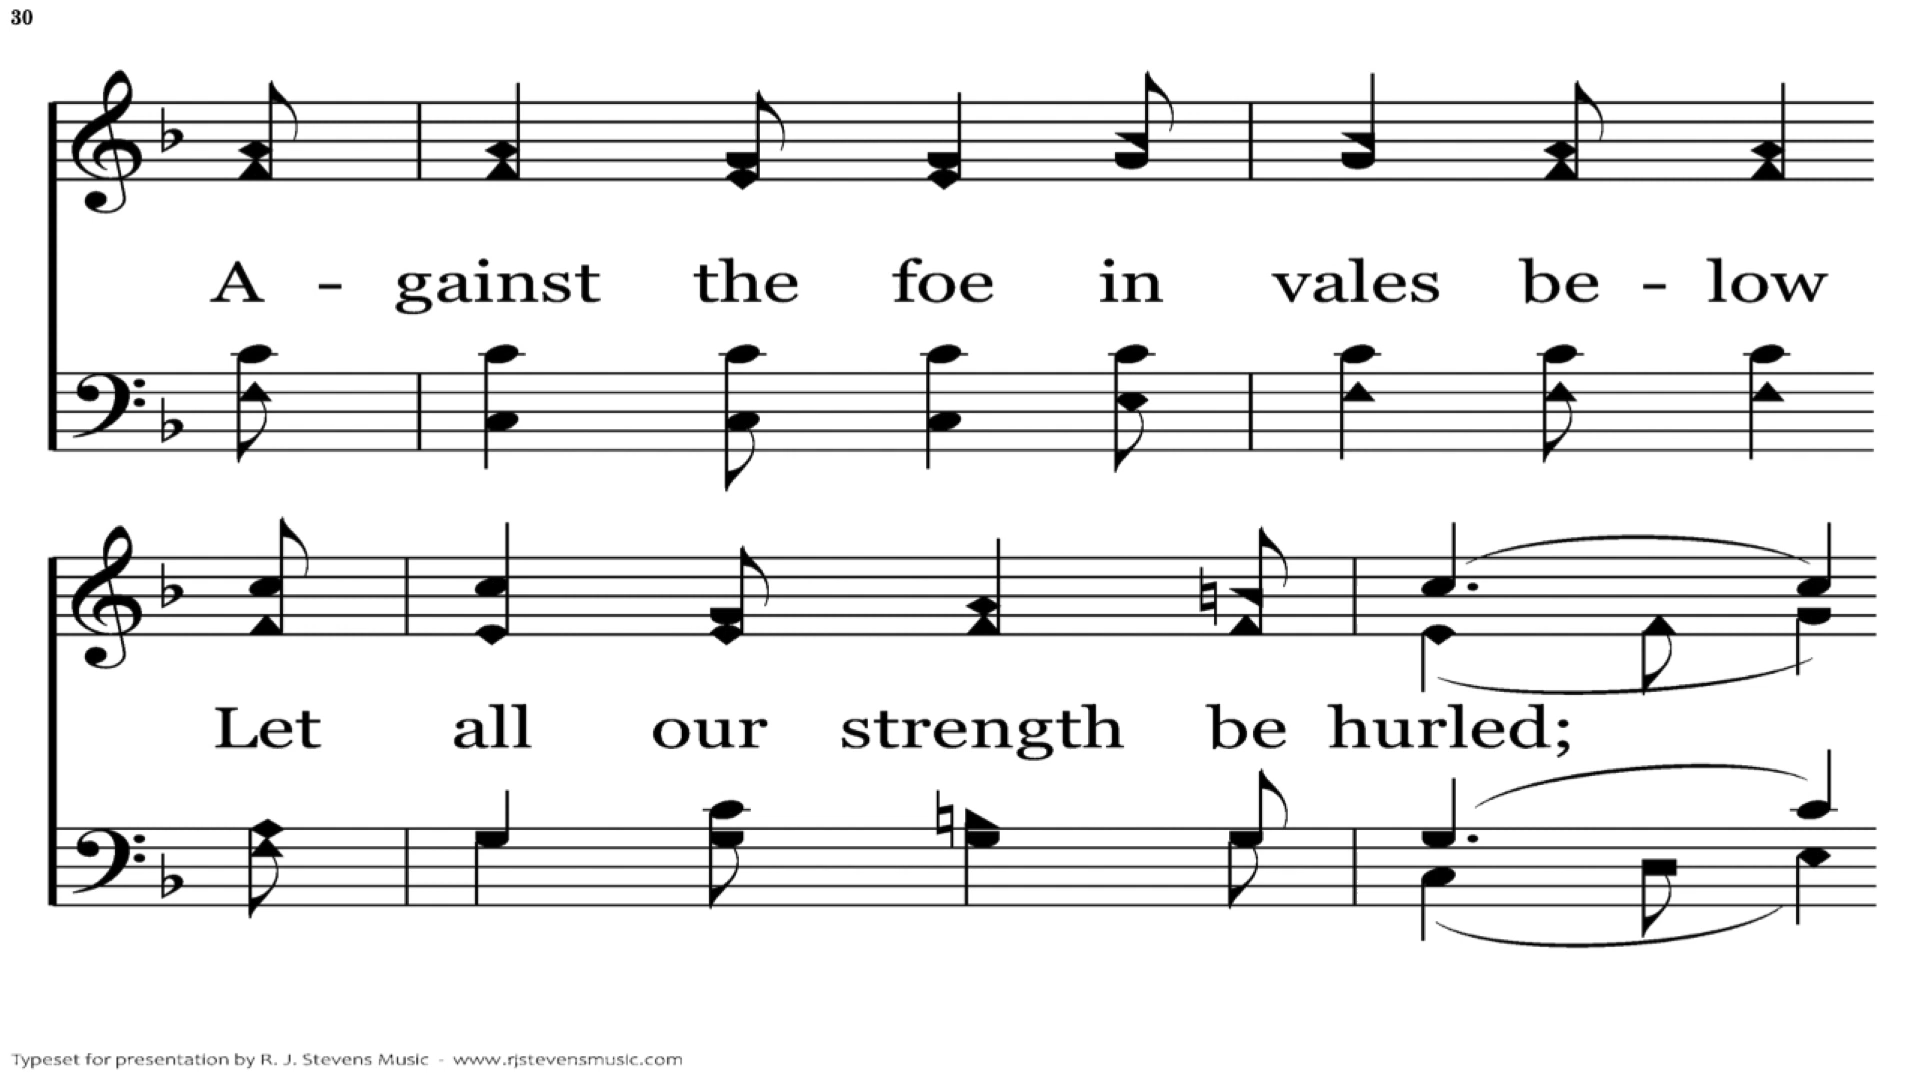 30
A - gainst the foe in vales be - low
Let all our strength be hurled;
Typeset for presentation by R. J. Stevens Music - www.rjstevensmusic.com